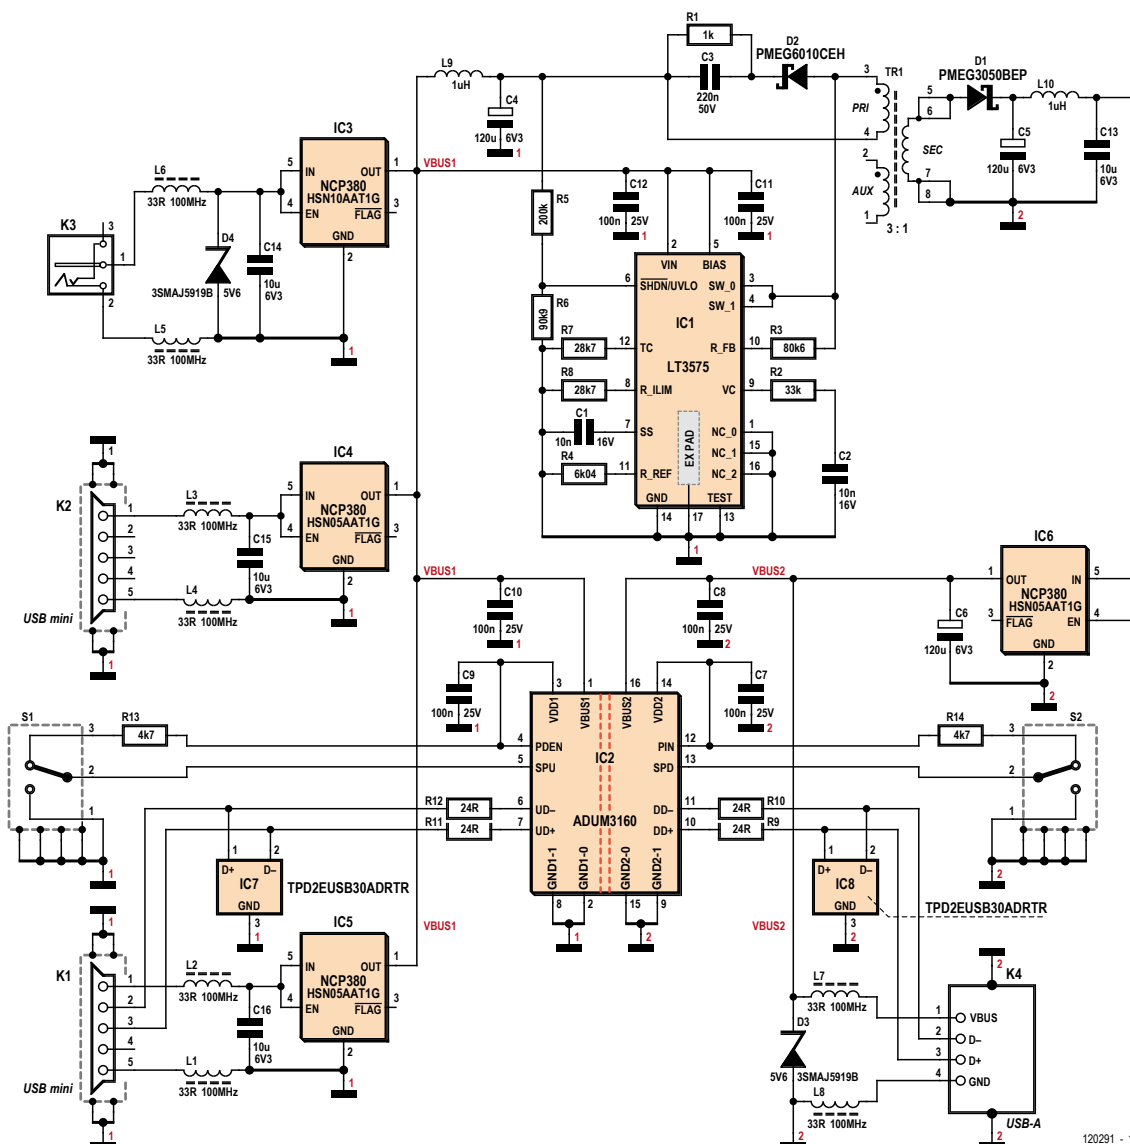 R1
1k
C3
220n
50V
D2
PMEG6010CEH
L9
1uH
C4
120u 6V3
1
3
TR1
PRI
4
2
AUX
1
3 : 1
SEC
5
6
7
8
D1
PMEG3050BEP
L10
1uH
C5
120u 6V3
C13
10u
6V3
2
K3
3
1
2
L6
33R 100MHz
L5
33R 100MHz
D4
3SMAJ5919B
5V6
C14
10u
6V3
IC3
NCP380
HSN10AAT1G
IN
OUT
EN
FLAG
GND
5
4
1
3
2
1
VBUS1
R5
200k
R6
90k9
C12
100n 25V
1
C11
100n 25V
1
IC1
LT3575
2
VIN
5
BIAS
6
SHDN/UVLO
3
SW_0
4
SW_1
12
TC
10
R_FB
8
R_ILIM
9
VC
7
SS
1
NC_0
15
NC_1
16
NC_2
11
R_REF
EX PAD
GND
TEST
14
17
13
1
R7
28k7
R8
28k7
C1
10n 16V
R4
6k04
R3
80k6
R2
33k
C2
10n
16V
K2
USB mini
1
1
2
3
4
5
1
L3
33R 100MHz
L4
33R 100MHz
C15
10u
6V3
IC4
NCP380
HSN05AAT1G
IN
OUT
EN
FLAG
GND
5
4
1
3
2
1
VBUS1
VBUS2
C10
100n 25V
1
C8
100n 25V
2
C9
100n 25V
1
C7
100n 25V
2
IC6
NCP380
HSN05AAT1G
OUT
IN
FLAG
EN
GND
1
5
3
4
2
2
C6
120u 6V3
S1
3
2
1
1
R13
4k7
R12
24R
R11
24R
IC2
ADUM3160
3
VDD1
1
VBUS1
16
VBUS2
14
VDD2
4
PDEN
5
SPU
6
UD–
7
UD+
12
PIN
13
SPD
11
DD–
10
DD+
GND1-1
GND1-0
GND2-0
GND2-1
8
2
15
9
1
2
R10
24R
R9
24R
R14
4k7
S2
3
2
1
2
IC7
TPD2EUSB30ADRTR
D+
D–
GND
1
2
3
1
IC8
TPD2EUSB30ADRTR
D+
D–
GND
1
2
3
2
VBUS1
VBUS2
K1
USB mini
1
1
2
3
4
5
1
L2
33R 100MHz
L1
33R 100MHz
C16
10u
6V3
IC5
NCP380
HSN05AAT1G
IN
OUT
EN
FLAG
GND
5
4
1
3
2
1
L7
33R 100MHz
D3
5V6
3SMAJ5919B
L8
33R 100MHz
2
K4
2
1
VBUS
2
D–
3
D+
4
GND
USB-A
2
120291 -